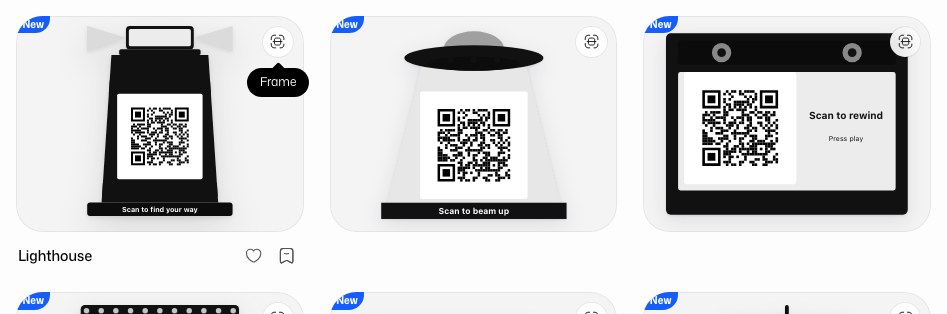 New
New
New
Frame
Scan to rewind
Press play
Scan to find your way
Scan to beam up
Lighthouse
New
New
New